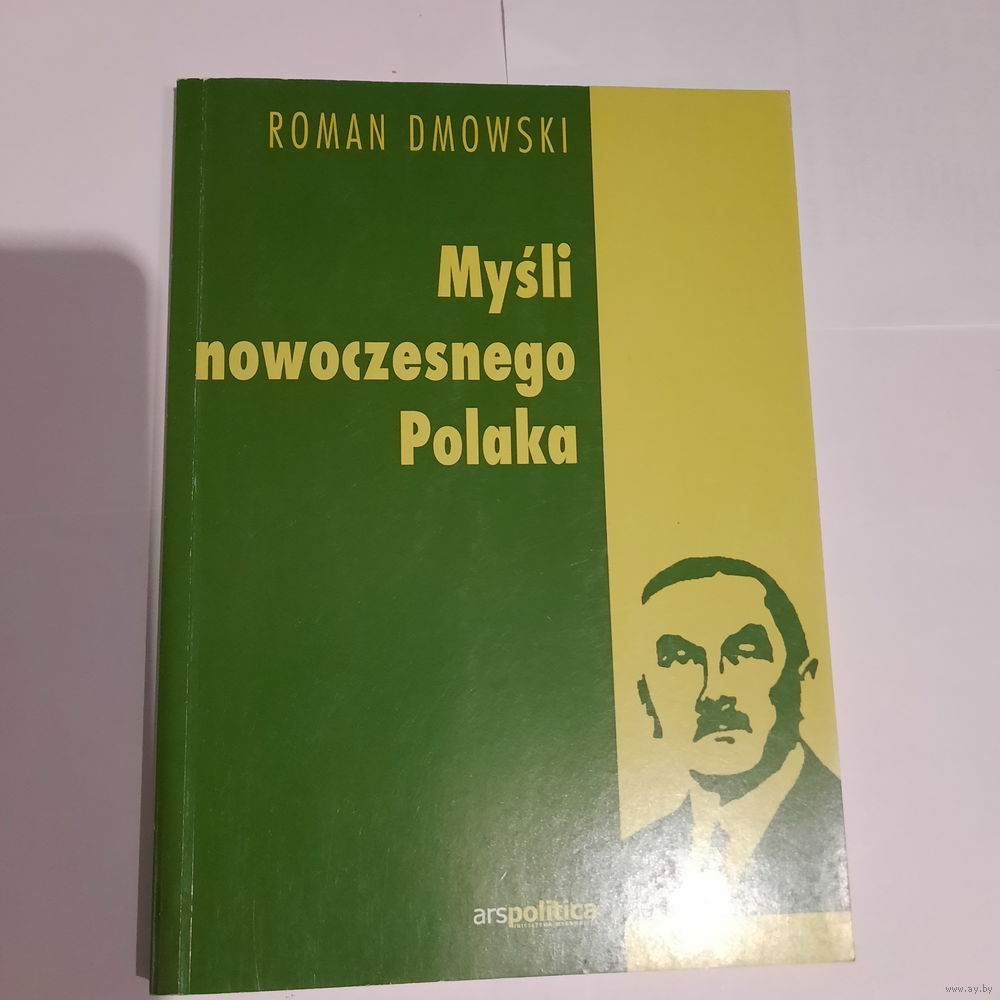 ROMAN DMOWSKI
Myśli
nowoczesnego
Polaka
arspolitica
www.ay.by